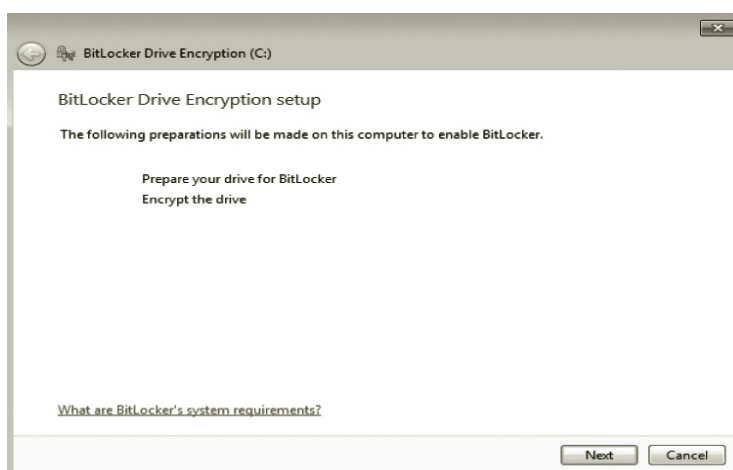 BitLocker Drive Encryption (C:)
BitLocker Drive Encryption setup
The following preparations will be made on this computer to enable BitLocker.
Prepare your drive for BitLocker
Encrypt the drive
What are BitLocker's system requirements?
Next
Cancel